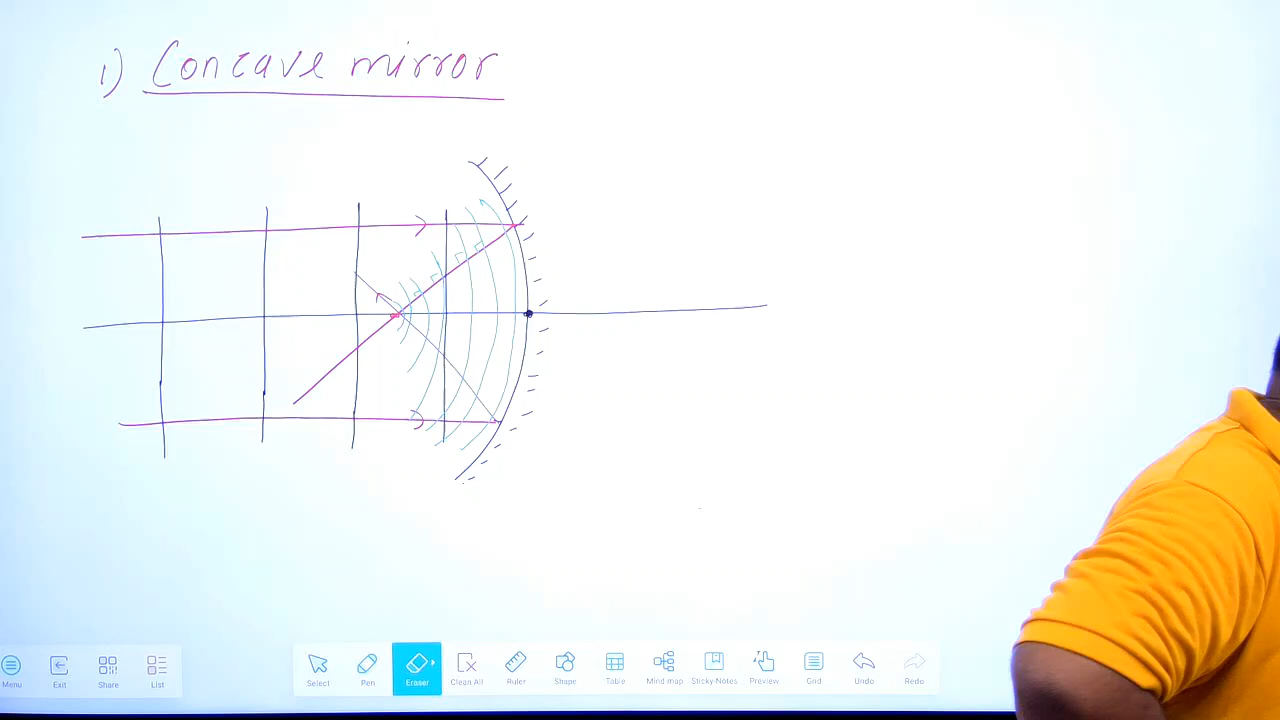 1) Concave mirror
Menu Exit Share List Select Pen Eraser Clean All Ruler Shape Table Mind map Sticky-Notes Preview Grid Undo Redo